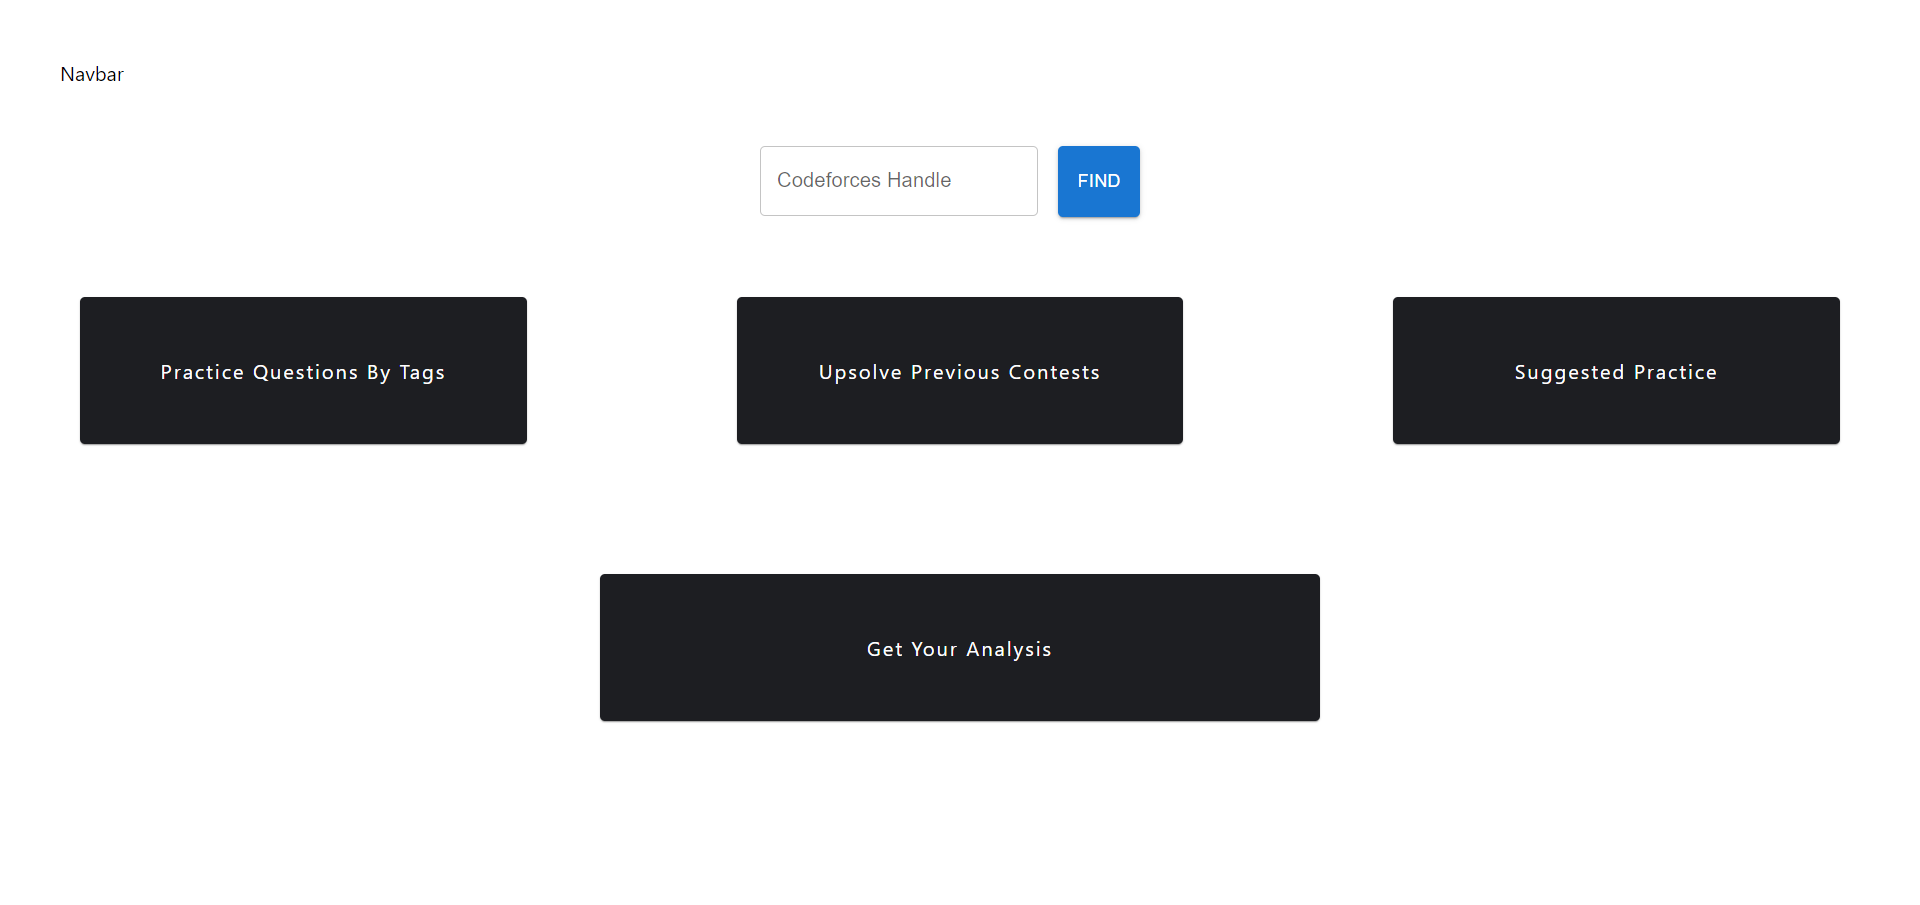 Navbar
Codeforces Handle
FIND
Practice Questions By Tags
Upsolve Previous Contests
Suggested Practice
Get Your Analysis